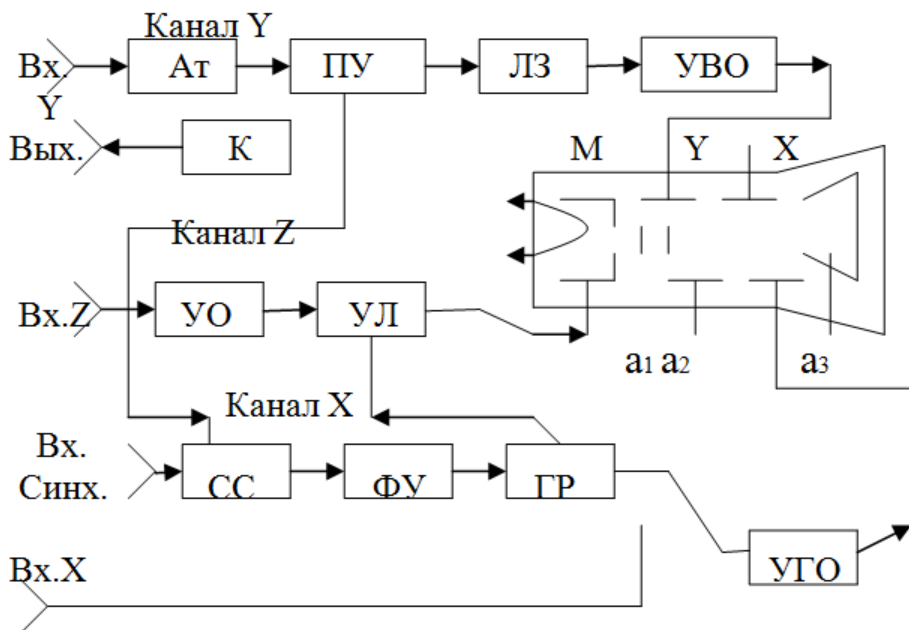 Канал Y
Вх.
Y
Ат
ПУ
ЛЗ
УВО
Вых.
К
М
Y
X
Канал Z
Вх.Z
УО
УЛ
a1 a2
a3
Канал X
Вх.
Синх.
СС
ФУ
ГР
Вх.X
УГО